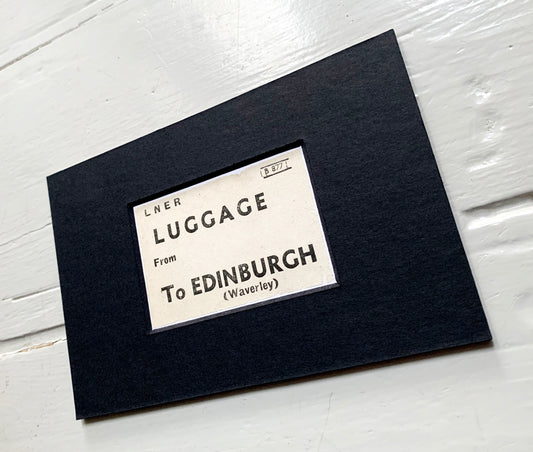 B 877
LNER
LUGGAGE
From
To EDINBURGH
(Waverley)